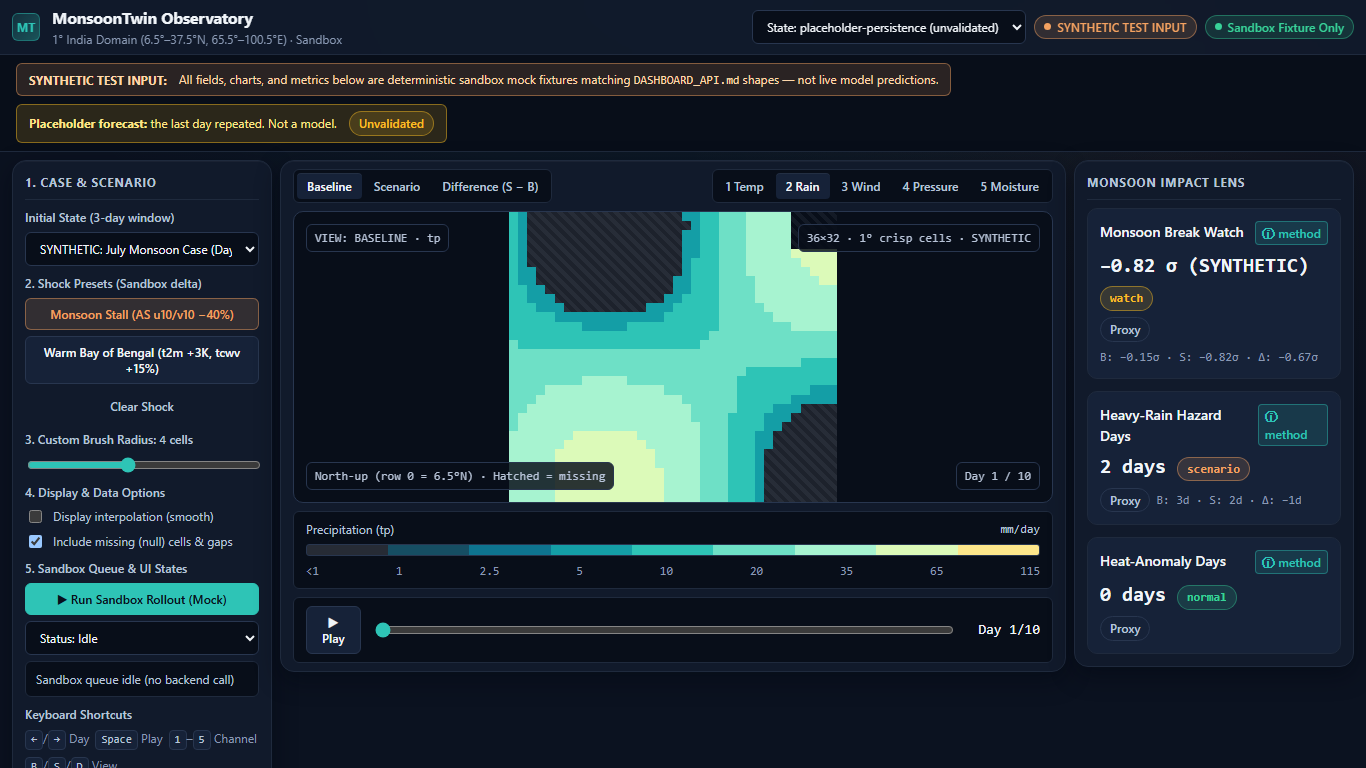 MT
MonsoonTwin Observatory
1° India Domain (6.5°–37.5°N, 65.5°–100.5°E) · Sandbox
State: placeholder-persistence (unvalidated)
SYNTHETIC TEST INPUT
Sandbox Fixture Only
SYNTHETIC TEST INPUT: All fields, charts, and metrics below are deterministic sandbox mock fixtures matching DASHBOARD_API.md shapes — not live model predictions.
Placeholder forecast: the last day repeated. Not a model. Unvalidated
1. CASE & SCENARIO
Initial State (3-day window)
SYNTHETIC: July Monsoon Case (Day
2. Shock Presets (Sandbox delta)
Monsoon Stall (AS u10/v10 −40%)
Warm Bay of Bengal (t2m +3K, tcwv
+15%)
Clear Shock
3. Custom Brush Radius: 4 cells
4. Display & Data Options
Display interpolation (smooth)
Include missing (null) cells & gaps
5. Sandbox Queue & UI States
▶ Run Sandbox Rollout (Mock)
Status: Idle
Sandbox queue idle (no backend call)
Keyboard Shortcuts
←/→ Day Space Play 1–5 Channel
B/S/D View
Baseline Scenario Difference (S − B)
1 Temp 2 Rain 3 Wind 4 Pressure 5 Moisture
VIEW: BASELINE · tp
36×32 · 1° crisp cells · SYNTHETIC
North-up (row 0 = 6.5°N) · Hatched = missing
Day 1 / 10
Precipitation (tp)
mm/day
<1 1 2.5 5 10 20 35 65 115
▶
Play
Day 1/10
MONSOON IMPACT LENS
Monsoon Break Watch
ⓘ method
−0.82 σ (SYNTHETIC)
watch
Proxy
B: −0.15σ · S: −0.82σ · Δ: −0.67σ
Heavy-Rain Hazard
Days
ⓘ
method
2 days scenario
Proxy B: 3d · S: 2d · Δ: −1d
Heat-Anomaly Days
ⓘ method
0 days normal
Proxy